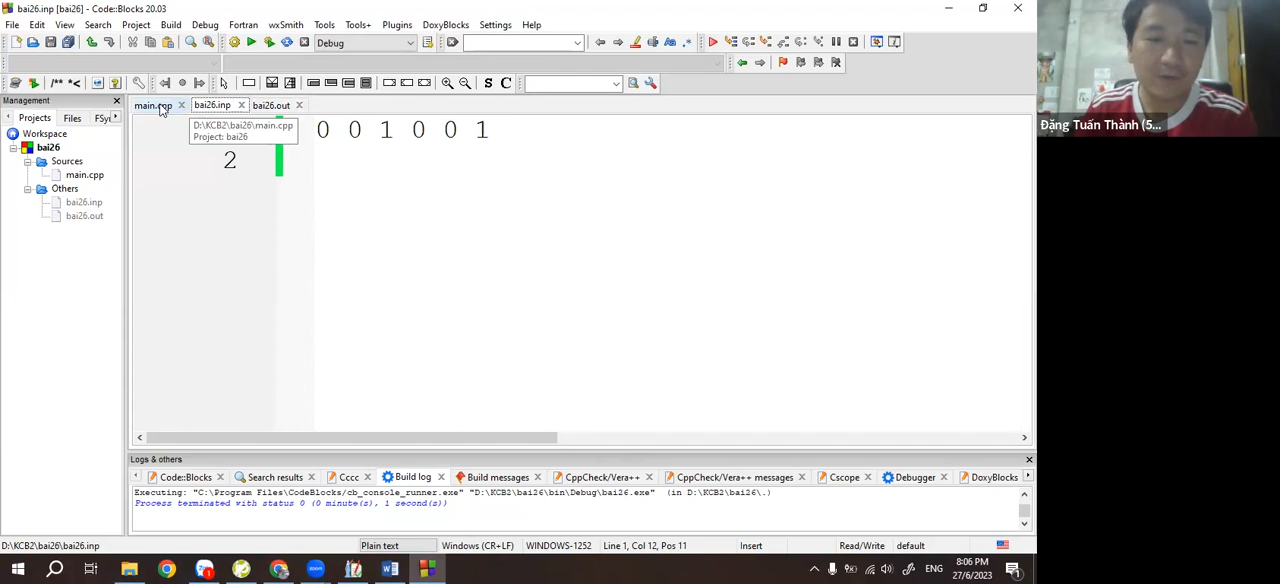 bai26.inp [bai26] - Code::Blocks 20.03
File Edit View Search Project Build Debug Fortran wxSmith Tools Tools+ Plugins DoxyBlocks Settings Help
Debug
/** *<
S C
Management
main.cpp bai26.inp bai26.out
Projects Files FSy
D:\KCB2\bai26\main.cpp
Project: bai26
0 0 1 0 0 1
2
Workspace
bai26
Sources
main.cpp
Others
bai26.inp
bai26.out
Đặng Tuấn Thành (5...
Logs & others
Code::Blocks Search results Cccc Build log Build messages CppCheck/Vera++ CppCheck/Vera++ messages Cscope Debugger DoxyBlocks
Executing: "C:\Program Files\CodeBlocks/cb_console_runner.exe" "D:\KCB2\bai26\bin\Debug\bai26.exe" (in D:\KCB2\bai26\.)
Process terminated with status 0 (0 minute(s), 1 second(s))
D:\KCB2\bai26\bai26.inp Plain text Windows (CR+LF) WINDOWS-1252 Line 1, Col 12, Pos 11 Insert Read/Write default
ENG
8:06 PM
27/6/2023